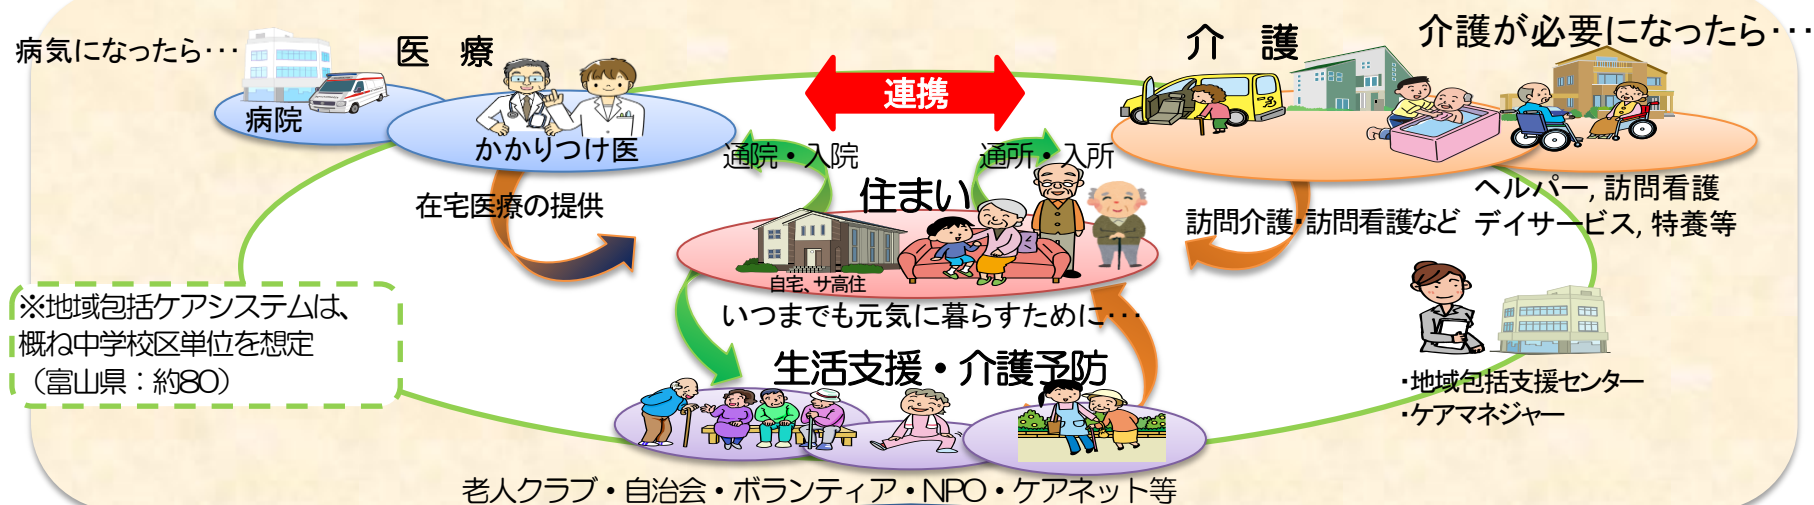 病気になったら･･･
医 療
病院
かかりつけ医
連携
介 護
介護が必要になったら･･･
通院・入院
通所・入所
在宅医療の提供
住まい
訪問介護・訪問看護など
ヘルパー, 訪問看護
デイサービス, 特養等
自宅、サ高住
いつまでも元気に暮らすために･･･
※地域包括ケアシステムは、
概ね中学校区単位を想定
（富山県：約80）
生活支援・介護予防
・地域包括支援センター
・ケアマネジャー
老人クラブ・自治会・ボランティア・NPO・ケアネット等